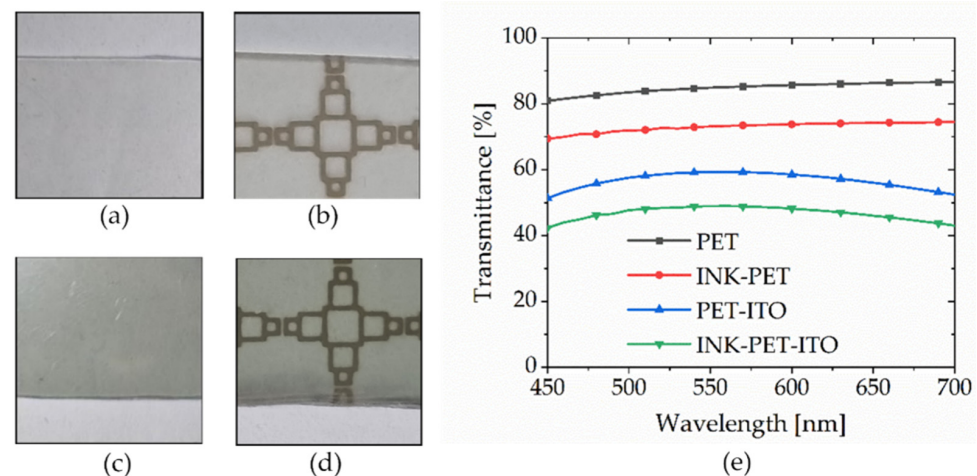 (a)
(b)
(c)
(d)
Transmittance [%]
100
80
60
40
20
0
PET
INK-PET
PET-ITO
INK-PET-ITO
450
500
550
600
650
700
Wavelength [nm]
(e)